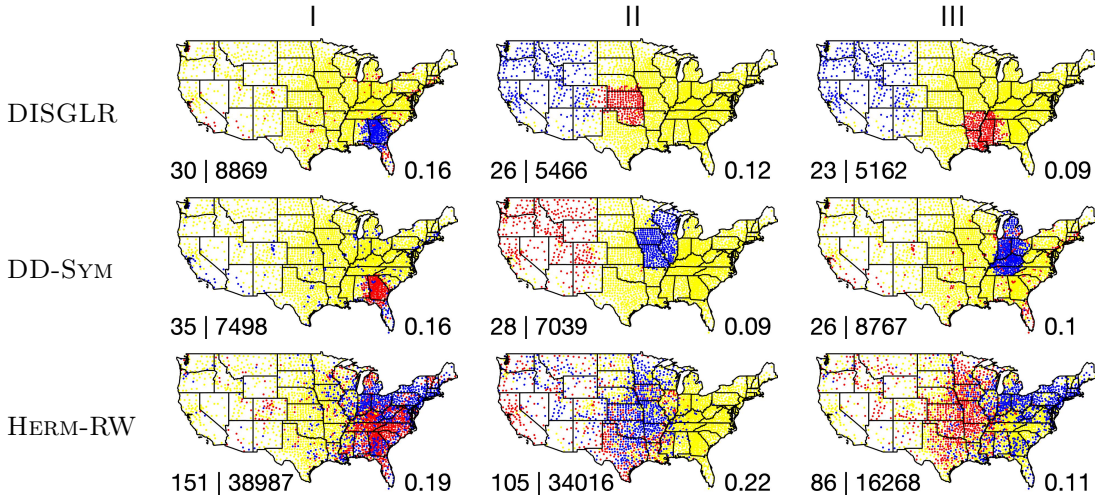 I II III
DISGLR
30 | 8869 0.16 26 | 5466 0.12 23 | 5162 0.09
DD-SYM
35 | 7498 0.16 28 | 7039 0.09 26 | 8767 0.1
HERM-RW
151 | 38987 0.19 105 | 34016 0.22 86 | 16268 0.11